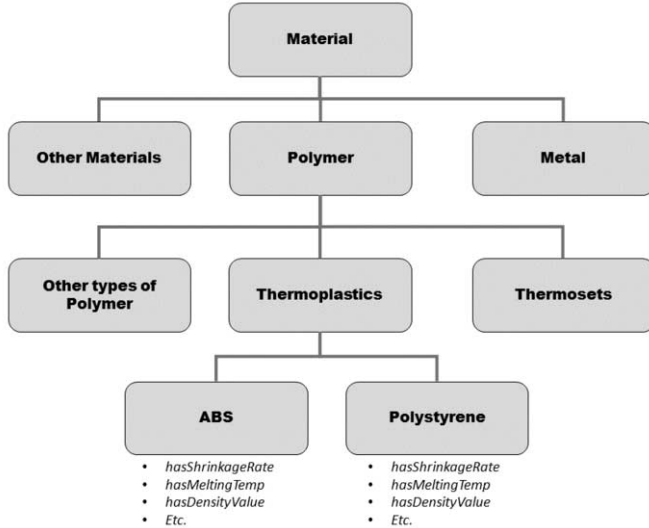 Material
Other Materials
Polymer
Metal
Other types of
Polymer
Thermoplastics
Thermosets
ABS
Polystyrene
• hasShrinkageRate
• hasMeltingTemp
• hasDensityValue
• Etc.
• hasShrinkageRate
• hasMeltingTemp
• hasDensityValue
• Etc.